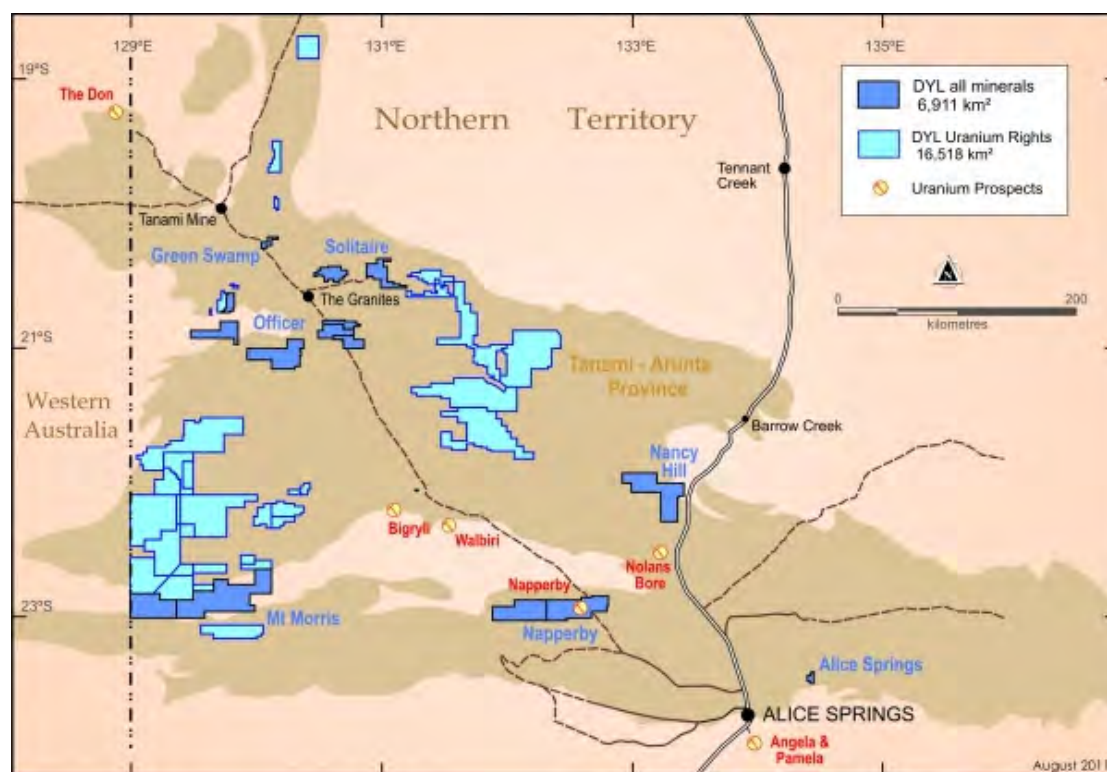 129°E
131°E
133°E
135°E
19°S
The Don
Northern Territory
DYL all minerals
6,911 km²
DYL Uranium Rights
16,518 km²
Uranium Prospects
Tennant
Creek
Tanami Mine
Green Swamp
Solitaire
The Granites
N
0
200
kilometres
Officer
21°S
Tanami - Arunta
Province
Western
Australia
Barrow Creek
Nancy
Hill
Bigryli
Walbiri
Nolans
Bore
Napperby
23°S
Mt Morris
Napperby
Alice Springs
ALICE SPRINGS
Angela &
Pamela
August 2011